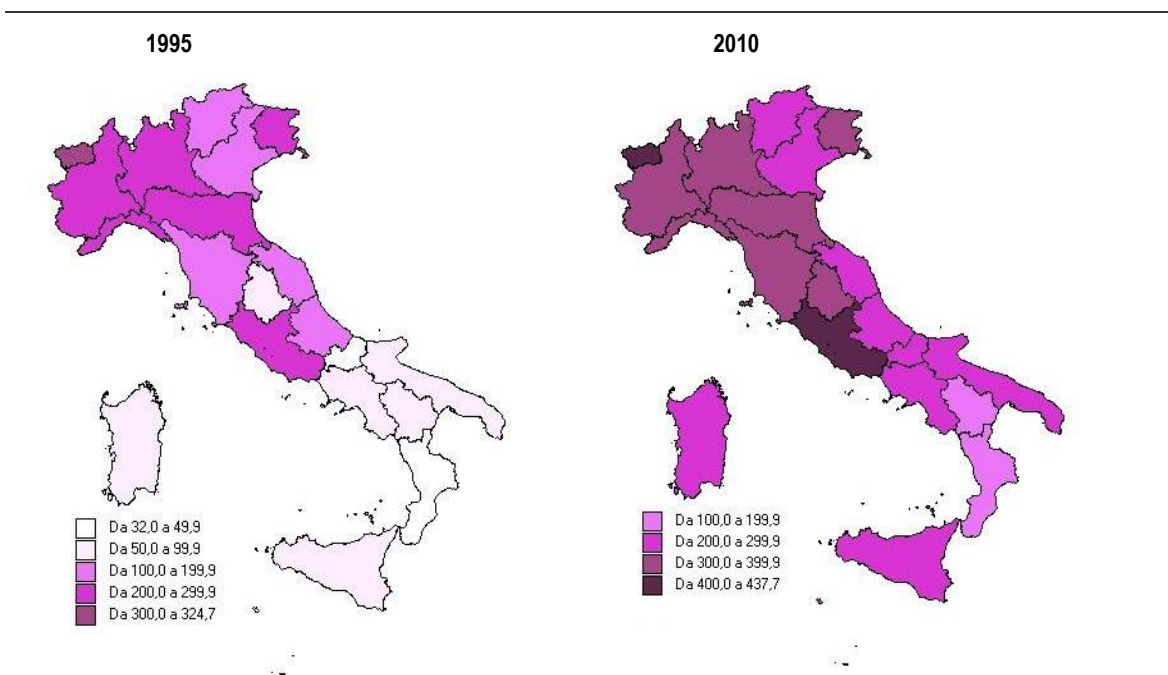 1995
2010
Da 32,0 a 49,9
Da 50,0 a 99,9
Da 100,0 a 199,9
Da 200,0 a 299,9
Da 300,0 a 324,7
Da 100,0 a 199,9
Da 200,0 a 299,9
Da 300,0 a 399,9
Da 400,0 a 437,7